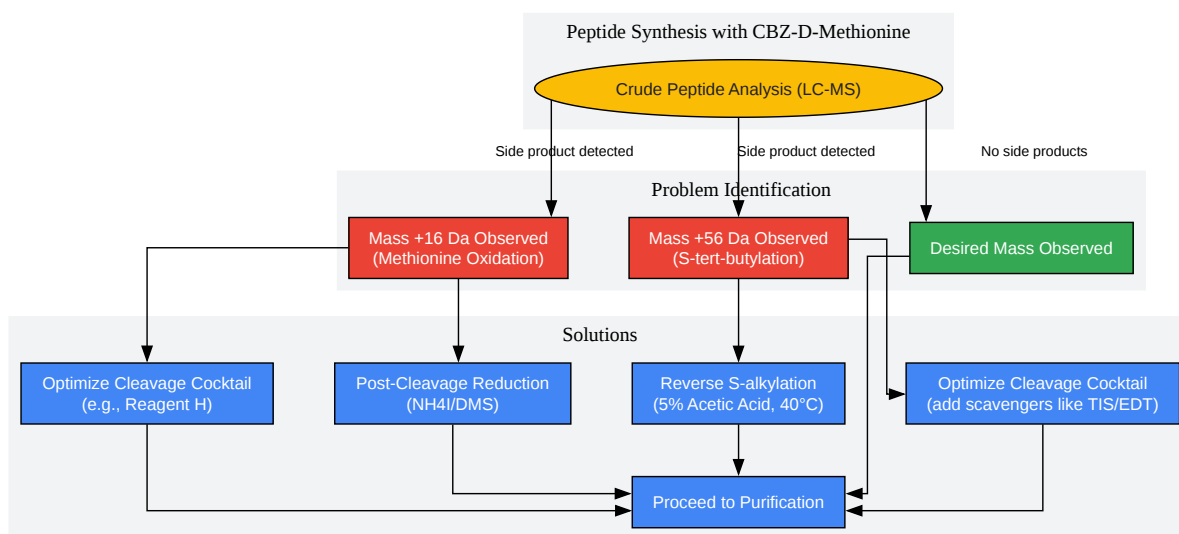 Peptide Synthesis with CBZ-D-Methionine
Crude Peptide Analysis (LC-MS)
Side product detected
Side product detected
No side products
Problem Identification
Mass +16 Da Observed
(Methionine Oxidation)
Mass +56 Da Observed
(S-tert-butylation)
Desired Mass Observed
Solutions
Optimize Cleavage Cocktail
(e.g., Reagent H)
Post-Cleavage Reduction
(NH4I/DMS)
Reverse S-alkylation
(5% Acetic Acid, 40°C)
Optimize Cleavage Cocktail
(add scavengers like TIS/EDT)
Proceed to Purification